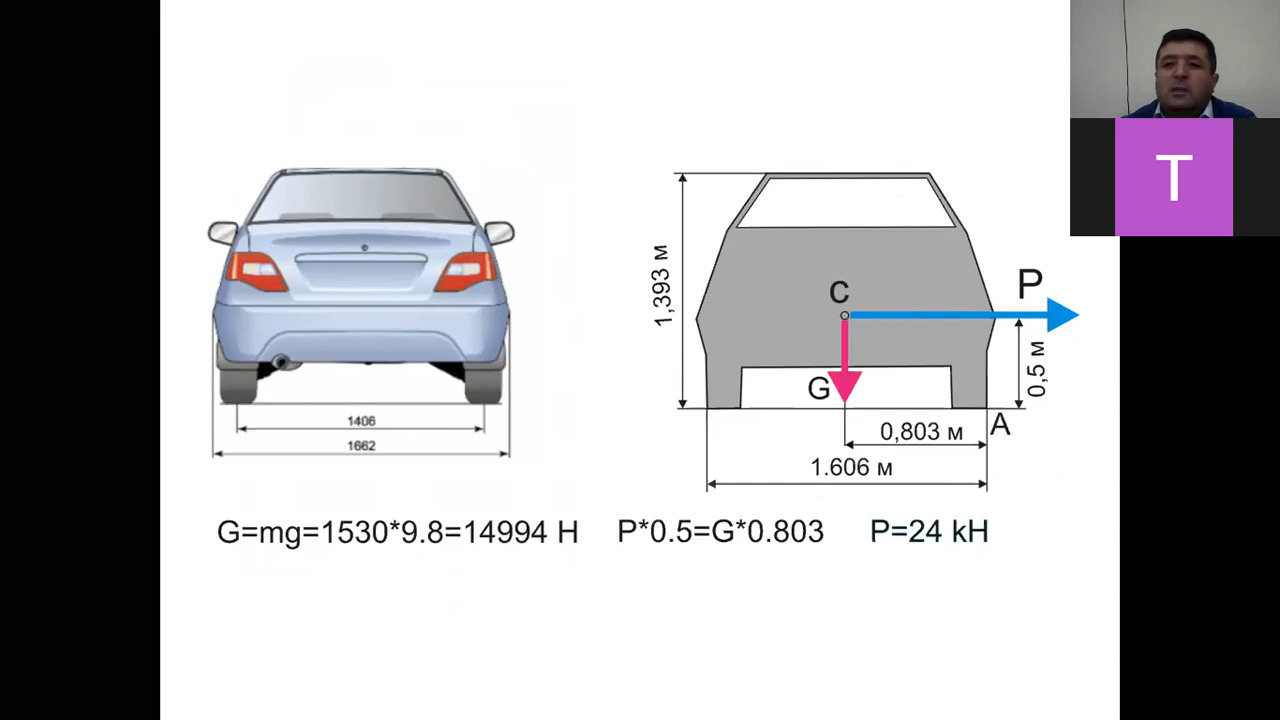 T
1,393 м
C
P
G
0,5 м
A
0,803 м
1.606 м
1406
1662
G=mg=1530*9.8=14994 H
P*0.5=G*0.803
P=24 kH